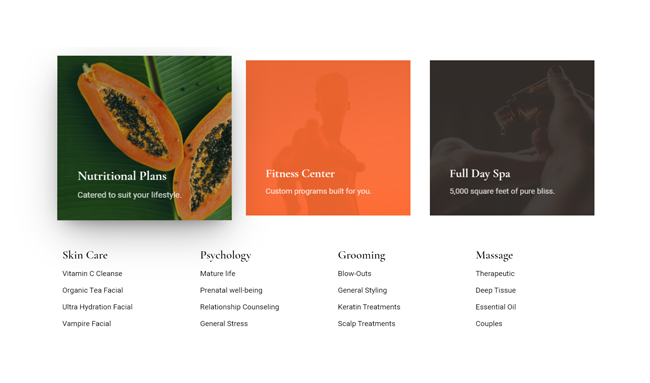 Nutritional Plans
Catered to suit your lifestyle.
Fitness Center
Custom programs built for you.
Full Day Spa
5,000 square feet of pure bliss.
Skin Care
Vitamin C Cleanse
Organic Tea Facial
Ultra Hydration Facial
Vampire Facial
Psychology
Mature life
Prenatal well-being
Relationship Counseling
General Stress
Grooming
Blow-Outs
General Styling
Keratin Treatments
Scalp Treatments
Massage
Therapeutic
Deep Tissue
Essential Oil
Couples